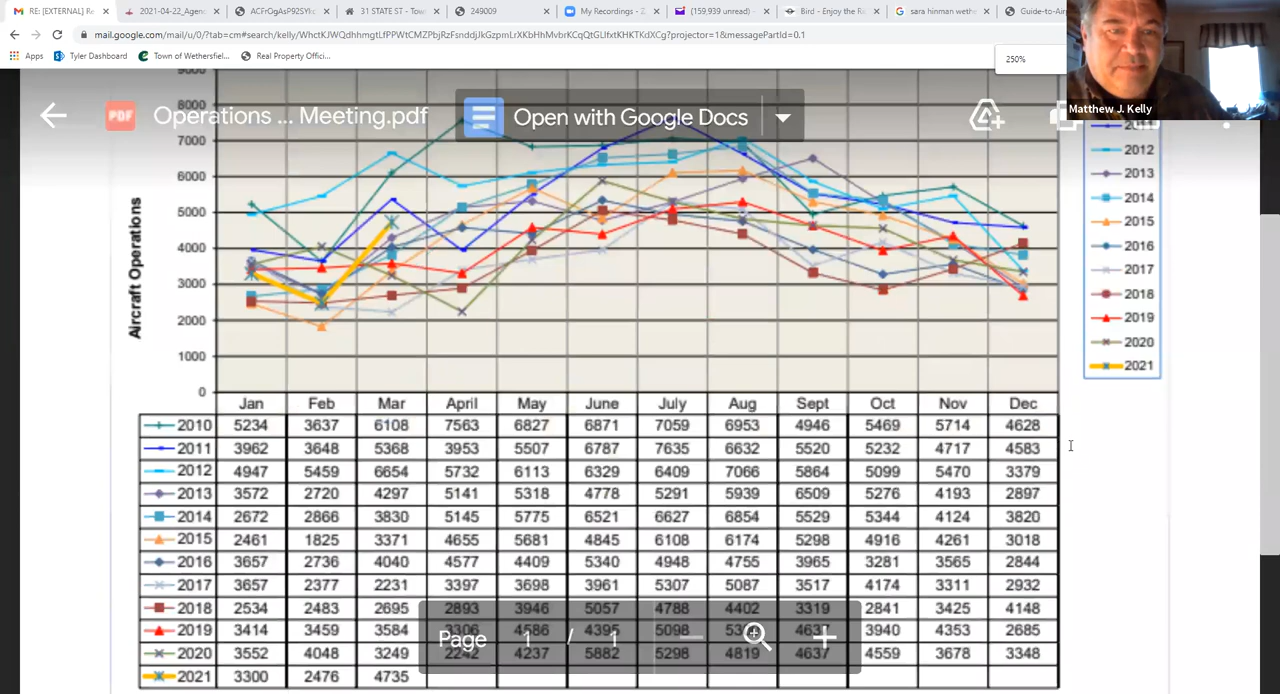 RE: [EXTERNAL] Re 2021-04-22_Agen ACFrOgAsP92SYI 31 STATE ST - Tow 249009 My Recordings - Z (159,939 unread) - Bird - Enjoy the Ri sara hinman wethe Guide-to-Air
mail.google.com/mail/u/0/?tab=cm#search/kelly/
Apps Tyler Dashboard Town of Wethersfiel... Real Property Offici...
250%
Matthew J. Kelly
Operations ... Meeting.pdf Open with Google Docs
9000
8000
7000
6000
5000
4000
3000
2000
1000
0
Aircraft Operations
2011
2012
2013
2014
2015
2016
2017
2018
2019
2020
2021
Jan Feb Mar April May June July Aug Sept Oct Nov Dec
2010 5234 3637 6108 7563 6827 6871 7059 6953 4946 5469 5714 4628
2011 3962 3648 5368 3953 5507 6787 7635 6632 5520 5232 4717 4583
2012 4947 5459 6654 5732 6113 6329 6409 7066 5864 5099 5470 3379
2013 3572 2720 4297 5141 5318 4778 5291 5939 6509 5276 4193 2897
2014 2672 2866 3830 5145 5775 6521 6627 6854 5529 5344 4124 3820
2015 2461 1825 3371 4655 5681 4845 6108 6174 5298 4916 4261 3018
2016 3657 2736 4040 4577 4409 5340 4948 4755 3965 3281 3565 2844
2017 3657 2377 2231 3397 3698 3961 5307 5087 3517 4174 3311 2932
2018 2534 2483 2695 2893 3946 5057 4788 4402 3319 2841 3425 4148
2019 3414 3459 3584 3306 4586 4395 5098 3940 4353 2685
2020 3552 4048 3249 2242 4237 5882 5298 4819 4637 4559 3678 3348
2021 3300 2476 4735
Page 1 / 1